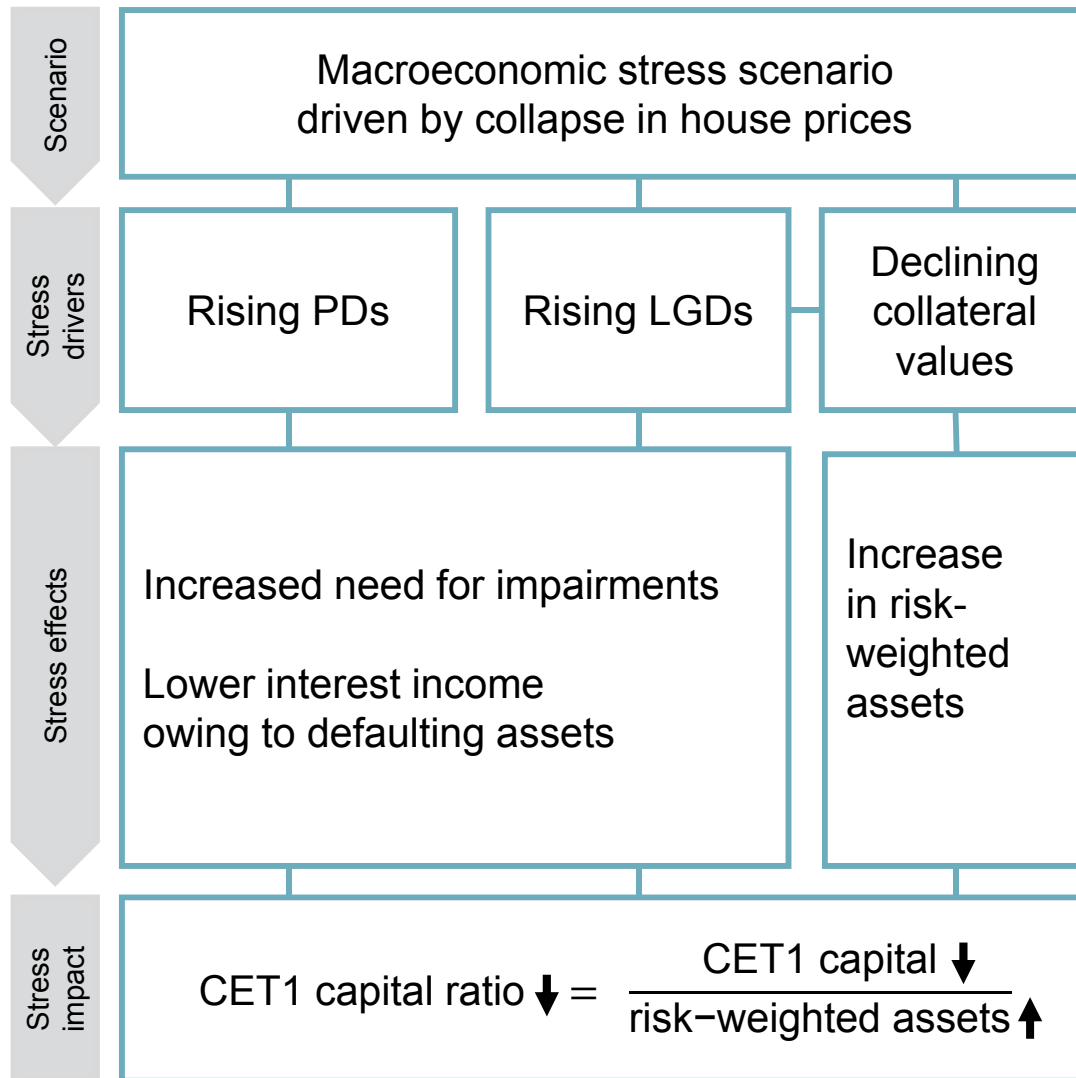 Scenario
Macroeconomic stress scenario
driven by collapse in house prices
Stress
drivers
Rising PDs
Rising LGDs
Declining
collateral
values
Stress effects
Increased need for impairments
Lower interest income
owing to defaulting assets
Increase
in risk-
weighted
assets
Stress
impact
CET1 capital ratio ↓ = CET1 capital ↓
risk−weighted assets ↑